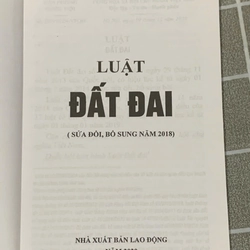 LUẬT
ĐẤT ĐAI
( SỬA ĐỔI, BỔ SUNG NĂM 2018)
NHÀ XUẤT BẢN LAO ĐỘNG